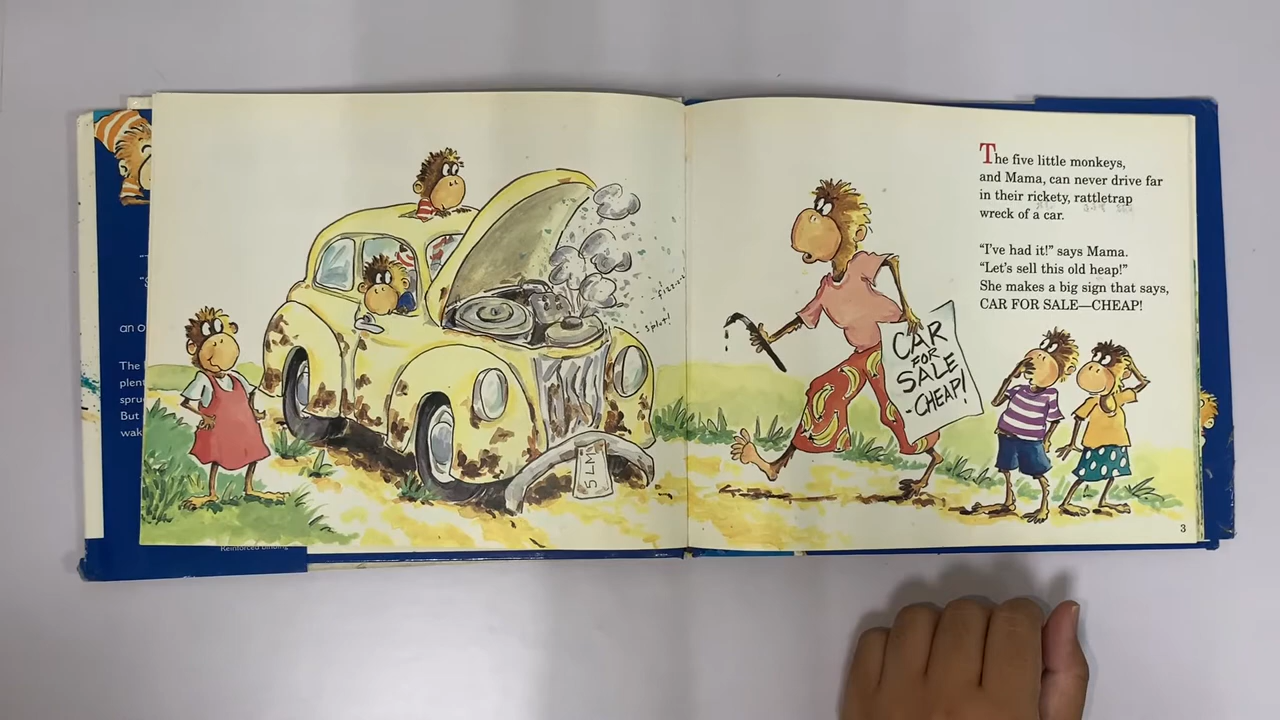 an o
The
plent
spru
But
wak
Reinforced binding
fizz
splat!
5 LM
CAR
FOR
SALE
-CHEAP!
The five little monkeys,
and Mama, can never drive far
in their rickety, rattletrap
wreck of a car.
“I’ve had it!” says Mama.
“Let’s sell this old heap!”
She makes a big sign that says,
CAR FOR SALE—CHEAP!
3